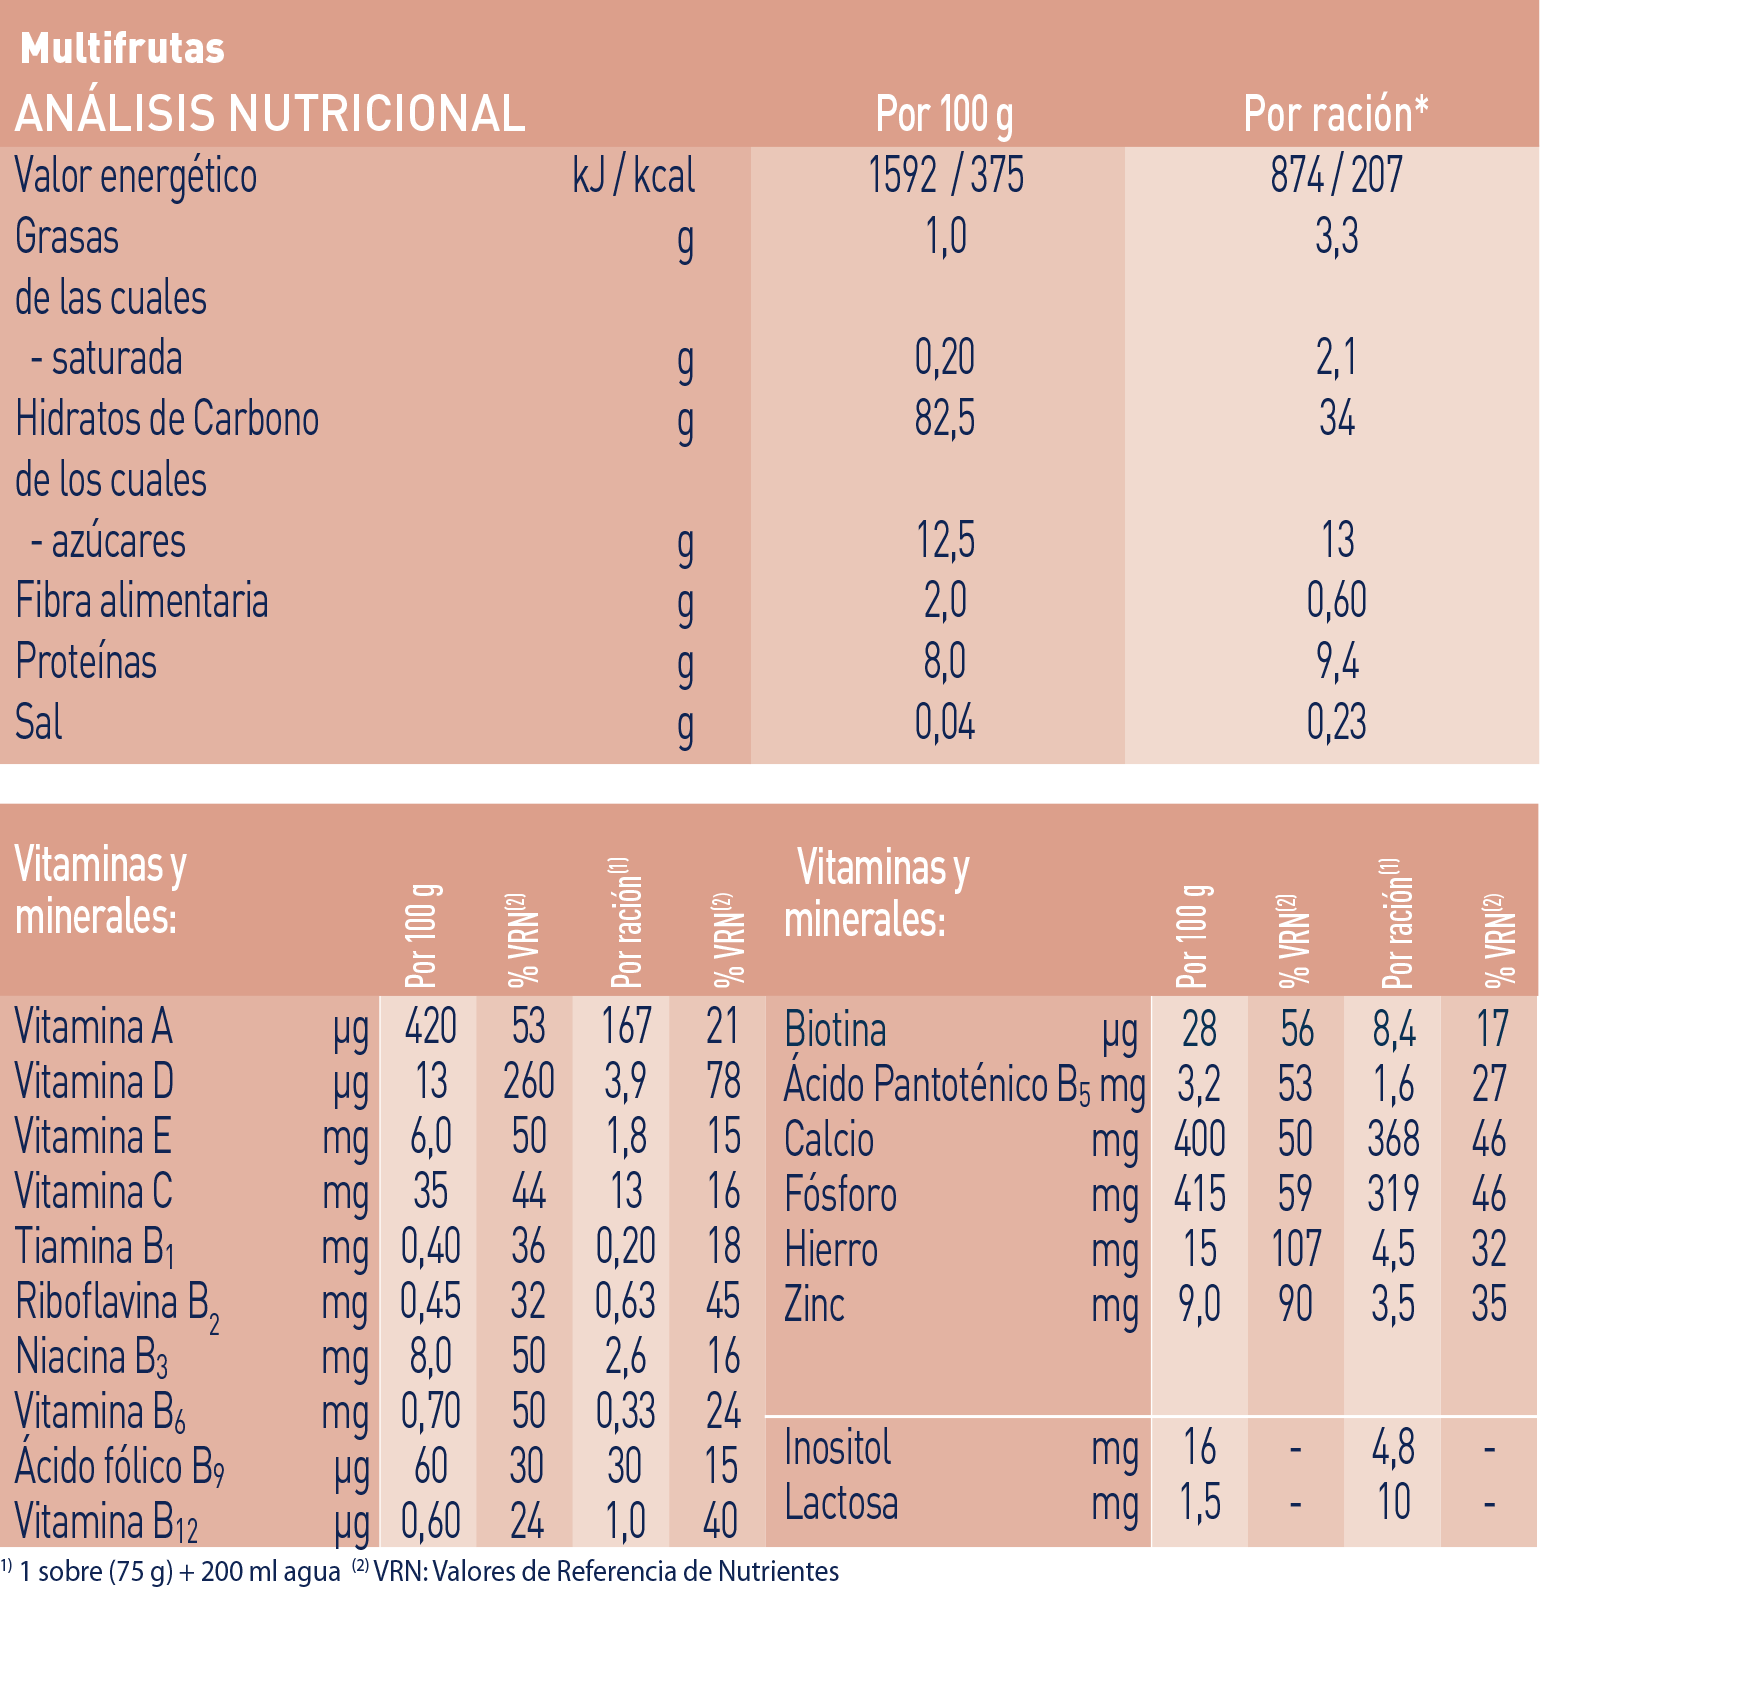 Multifrutas
ANÁLISIS NUTRICIONAL Por 100 g Por ración*
Valor energético kJ / kcal 1592 / 375 874 / 207
Grasas g 1,0 3,3
de las cuales
- saturada g 0,20 2,1
Hidratos de Carbono g 82,5 34
de los cuales
- azúcares g 12,5 13
Fibra alimentaria g 2,0 0,60
Proteínas g 8,0 9,4
Sal g 0,04 0,23
Vitaminas y
minerales: Por 100 g % VRN(2) Por ración(1) % VRN(2)
Vitamina A µg 420 53 167 21
Vitamina D µg 13 260 3,9 78
Vitamina E mg 6,0 50 1,8 15
Vitamina C mg 35 44 13 16
Tiamina B1 mg 0,40 36 0,20 18
Riboflavina B2 mg 0,45 32 0,63 45
Niacina B3 mg 8,0 50 2,6 16
Vitamina B6 mg 0,70 50 0,33 24
Ácido fólico B9 µg 60 30 30 15
Vitamina B12 µg 0,60 24 1,0 40
Vitaminas y
minerales: Por 100 g % VRN(2) Por ración(1) % VRN(2)
Biotina µg 28 56 8,4 17
Ácido Pantoténico B5 mg 3,2 53 1,6 27
Calcio mg 400 50 368 46
Fósforo mg 415 59 319 46
Hierro mg 15 107 4,5 32
Zinc mg 9,0 90 3,5 35
Inositol mg 16 - 4,8 -
Lactosa mg 1,5 - 10 -
1) 1 sobre (75 g) + 200 ml agua (2) VRN: Valores de Referencia de Nutrientes